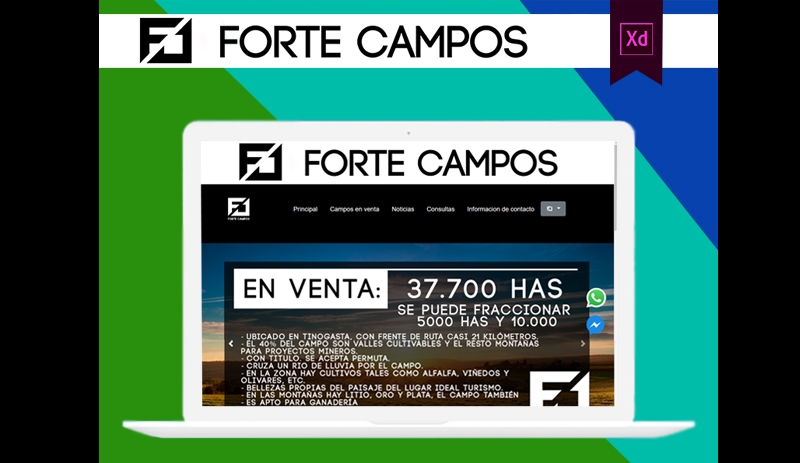 FORTE CAMPOS
Xd
FORTE CAMPOS
FORTE CAMPOS
Principal Campos en venta Noticias Consultas Informacion de contacto
EN VENTA: 37.700 HAS
SE PUEDE FRACCIONAR
5000 HAS Y 10.000
- UBICADO EN TINOGASTA, CON FRENTE DE RUTA CASI 21 KILÓMETROS.
- EL 40% DEL CAMPO SON VALLES CULTIVABLES Y EL RESTO MONTAÑAS
PARA PROYECTOS MINEROS.
- CON TITULO. SE ACEPTA PERMUTA.
- CRUZA UN RIO DE LLUVIA POR EL CAMPO.
- EN LA ZONA HAY CULTIVOS TALES COMO ALFALFA, VIÑEDOS Y
OLIVARES, ETC.
- BELLEZAS PROPIAS DEL PAISAJE DEL LUGAR IDEAL TURISMO.
- EN LAS MONTAÑAS HAY LITIO, ORO Y PLATA, EL CAMPO TAMBIÉN
- ES APTO PARA GANADERÍA